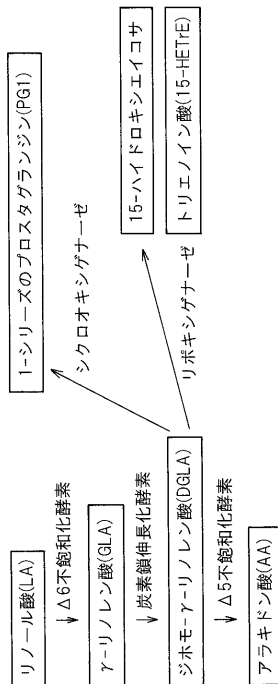 リノール酸(LA)
↓ Δ6不飽和化酵素
γ-リノレン酸(GLA)
↓ 炭素鎖伸長化酵素
ジホモ-γ-リノレン酸(DGLA)
↓ Δ5不飽和化酵素
アラキドン酸(AA)
1-シリーズのプロスタグランジン(PG1)
シクロオキシゲナーゼ
15-ハイドロキシエイコサ
トリエノイン酸(15-HETrE)
リポキシゲナーゼ